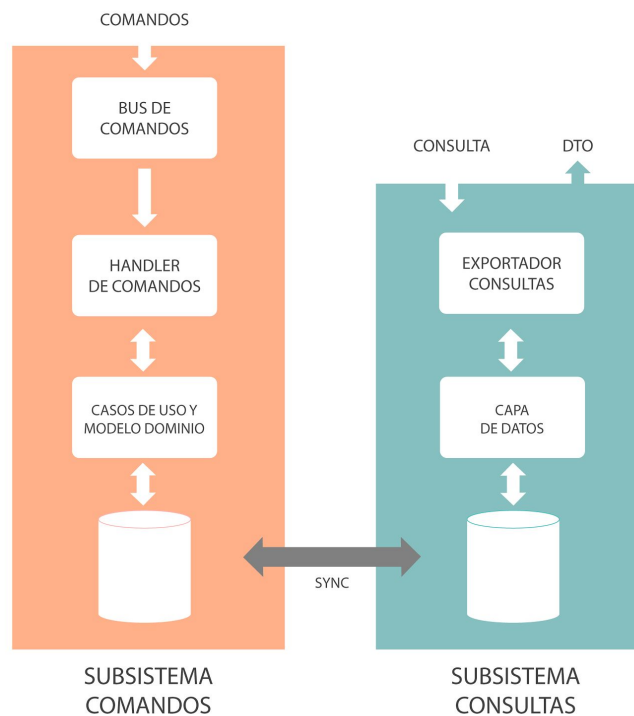 COMANDOS
BUS DE
COMANDOS
HANDLER
DE COMANDOS
CASOS DE USO Y
MODELO DOMINIO
SUBSISTEMA
COMANDOS
SYNC
CONSULTA
DTO
EXPORTADOR
CONSULTAS
CAPA
DE DATOS
SUBSISTEMA
CONSULTAS